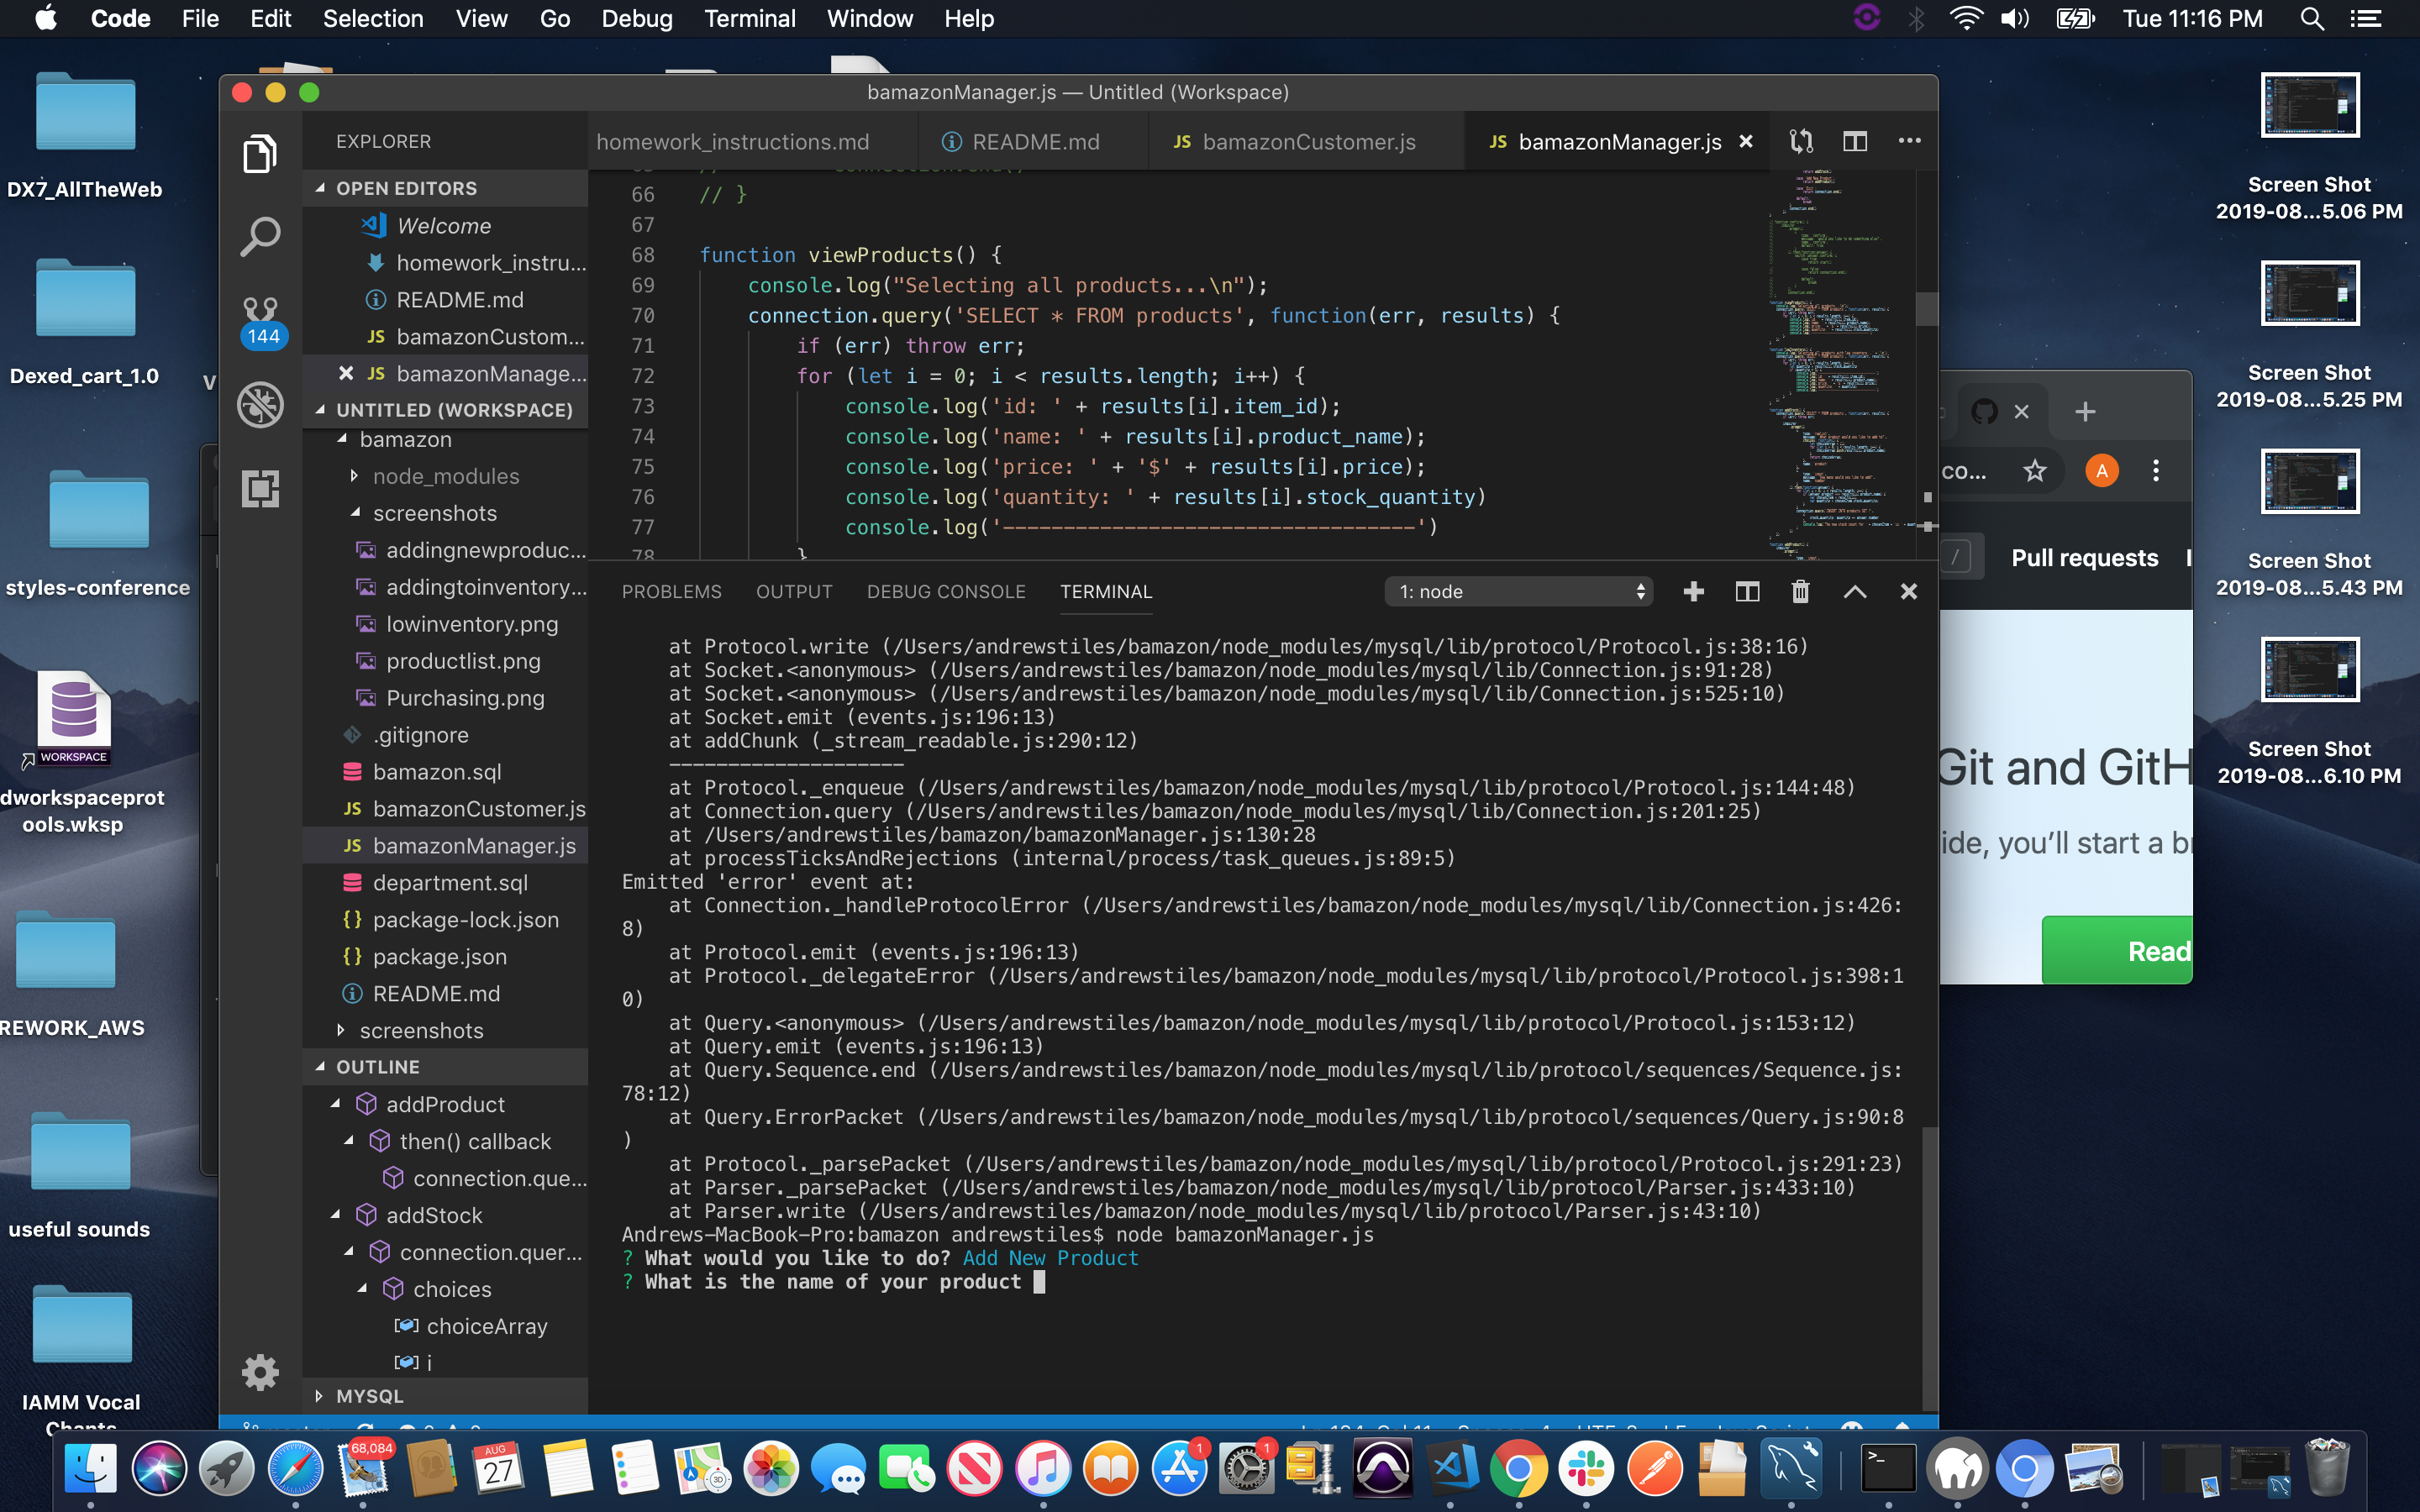 Code File Edit Selection View Go Debug Terminal Window Help
Tue 11:16 PM
bamazonManager.js — Untitled (Workspace)
DX7_AllTheWeb
Dexed_cart_1.0
styles-conference
WORKSPACE
dworkspaceprot
ools.wksp
REWORK_AWS
useful sounds
IAMM Vocal
Chants
144
EXPLORER
OPEN EDITORS
Welcome
homework_instru...
README.md
JS bamazonCustom...
JS bamazonManage...
UNTITLED (WORKSPACE)
bamazon
node_modules
screenshots
addingnewproduc...
addingtoinventory...
lowinventory.png
productlist.png
Purchasing.png
.gitignore
bamazon.sql
JS bamazonCustomer.js
JS bamazonManager.js
department.sql
{} package-lock.json
{} package.json
README.md
screenshots
OUTLINE
addProduct
then() callback
connection.que...
addStock
connection.quer...
choices
choiceArray
i
MYSQL
homework_instructions.md README.md JS bamazonCustomer.js JS bamazonManager.js
66 // }
67
68 function viewProducts() {
69 console.log("Selecting all products...\n");
70 connection.query('SELECT * FROM products', function(err, results) {
71 if (err) throw err;
72 for (let i = 0; i < results.length; i++) {
73 console.log('id: ' + results[i].item_id);
74 console.log('name: ' + results[i].product_name);
75 console.log('price: ' + '$' + results[i].price);
76 console.log('quantity: ' + results[i].stock_quantity)
77 console.log('----------------------------------')
78 }
PROBLEMS OUTPUT DEBUG CONSOLE TERMINAL 1: node
at Protocol.write (/Users/andrewstiles/bamazon/node_modules/mysql/lib/protocol/Protocol.js:38:16)
at Socket.<anonymous> (/Users/andrewstiles/bamazon/node_modules/mysql/lib/Connection.js:91:28)
at Socket.<anonymous> (/Users/andrewstiles/bamazon/node_modules/mysql/lib/Connection.js:525:10)
at Socket.emit (events.js:196:13)
at addChunk (_stream_readable.js:290:12)
--------------------
at Protocol._enqueue (/Users/andrewstiles/bamazon/node_modules/mysql/lib/protocol/Protocol.js:144:48)
at Connection.query (/Users/andrewstiles/bamazon/node_modules/mysql/lib/Connection.js:201:25)
at /Users/andrewstiles/bamazon/bamazonManager.js:130:28
at processTicksAndRejections (internal/process/task_queues.js:89:5)
Emitted 'error' event at:
at Connection._handleProtocolError (/Users/andrewstiles/bamazon/node_modules/mysql/lib/Connection.js:426:
8)
at Protocol.emit (events.js:196:13)
at Protocol._delegateError (/Users/andrewstiles/bamazon/node_modules/mysql/lib/protocol/Protocol.js:398:1
0)
at Query.<anonymous> (/Users/andrewstiles/bamazon/node_modules/mysql/lib/protocol/Protocol.js:153:12)
at Query.emit (events.js:196:13)
at Query.Sequence.end (/Users/andrewstiles/bamazon/node_modules/mysql/lib/protocol/sequences/Sequence.js:
78:12)
at Query.ErrorPacket (/Users/andrewstiles/bamazon/node_modules/mysql/lib/protocol/sequences/Query.js:90:8
)
at Protocol._parsePacket (/Users/andrewstiles/bamazon/node_modules/mysql/lib/protocol/Protocol.js:291:23)
at Parser._parsePacket (/Users/andrewstiles/bamazon/node_modules/mysql/lib/protocol/Parser.js:433:10)
at Parser.write (/Users/andrewstiles/bamazon/node_modules/mysql/lib/protocol/Parser.js:43:10)
Andrews-MacBook-Pro:bamazon andrewstiles$ node bamazonManager.js
? What would you like to do? Add New Product
? What is the name of your product
co...
A
/
Pull requests
Git and GitH
ide, you'll start a br
Read
Screen Shot
2019-08...5.06 PM
Screen Shot
2019-08...5.25 PM
Screen Shot
2019-08...5.43 PM
Screen Shot
2019-08...6.10 PM
68,084
AUG
27
3D
1
1